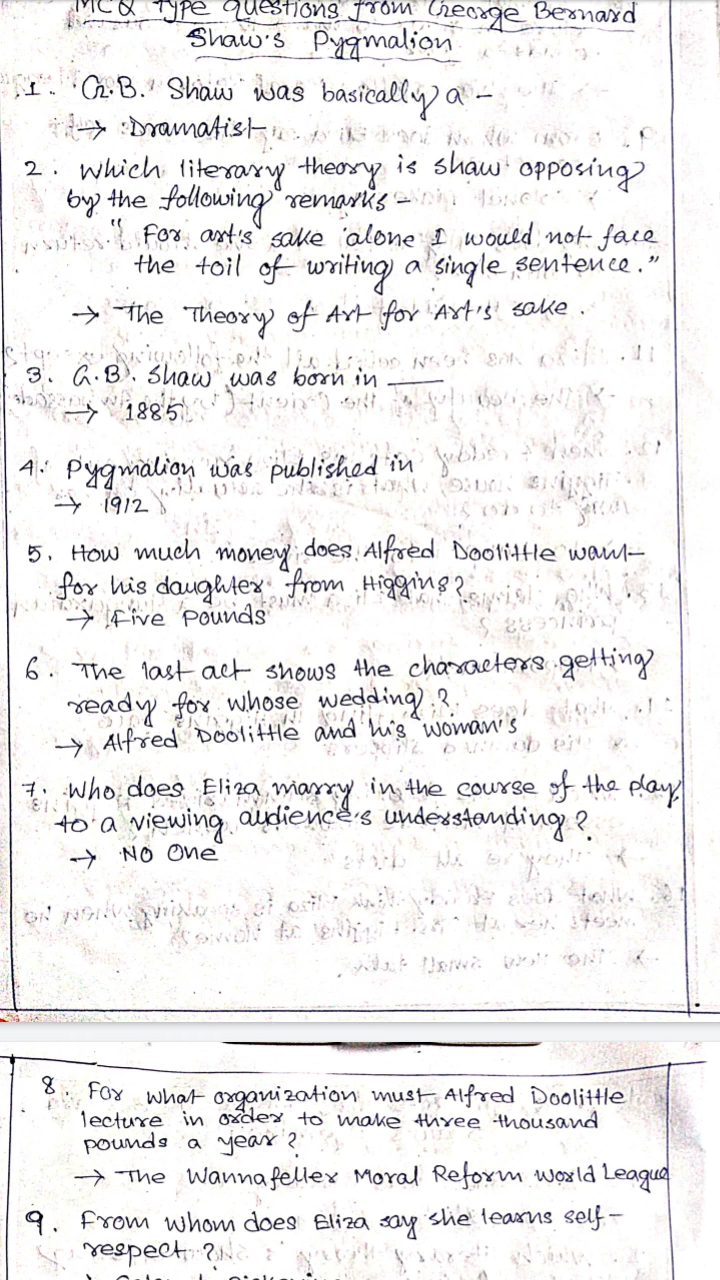 MCQ Type Questions from George Bernard
Shaw's Pygmalion
1. G.B. Shaw was basically a -
→ Dramatist
2. Which literary theory is Shaw opposing
by the following remarks -
" For art's sake alone I would not face
the toil of writing a single sentence."
→ The Theory of Art for Art's sake.
3. G.B. Shaw was born in ___
→ 1885
4. Pygmalion was published in
→ 1912
5. How much money does Alfred Doolittle want
for his daughter from Higgins?
→ Five Pounds
6. The last act shows the characters getting
ready for whose wedding?
→ Alfred Doolittle and his woman's
7. Who does Eliza marry in the course of the play
to a viewing audience's understanding?
→ No One
8. For what organization must Alfred Doolittle
lecture in order to make three thousand
pounds a year?
→ The Wannafeller Moral Reform World League
9. From whom does Eliza say she learns self-
respect?